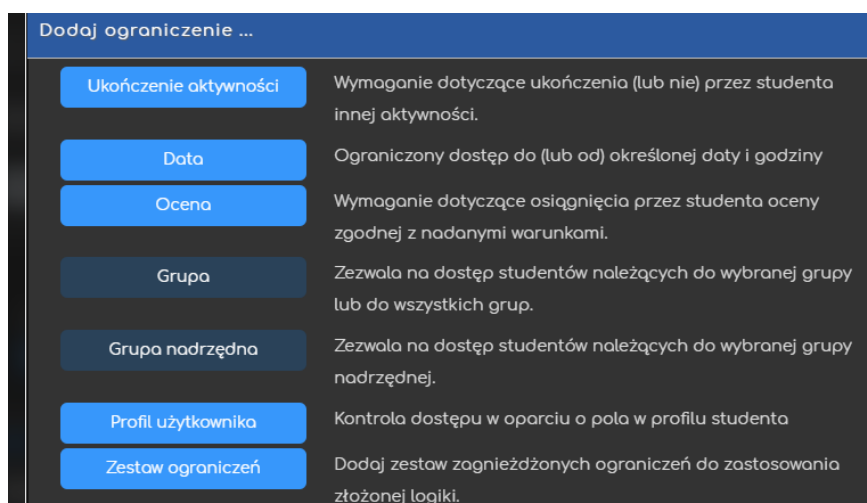 Dodaj ograniczenie ...
Ukończenie aktywności
Wymaganie dotyczące ukończenia (lub nie) przez studenta
innej aktywności.
Data
Ograniczony dostęp do (lub od) określonej daty i godziny
Ocena
Wymaganie dotyczące osiągnięcia przez studenta oceny
zgodnej z nadanymi warunkami.
Grupa
Zezwala na dostęp studentów należących do wybranej grupy
lub do wszystkich grup.
Grupa nadrzędna
Zezwala na dostęp studentów należących do wybranej grupy
nadrzędnej.
Profil użytkownika
Kontrola dostępu w oparciu o pola w profilu studenta
Zestaw ograniczeń
Dodaj zestaw zagnieżdżonych ograniczeń do zastosowania
złożonej logiki.